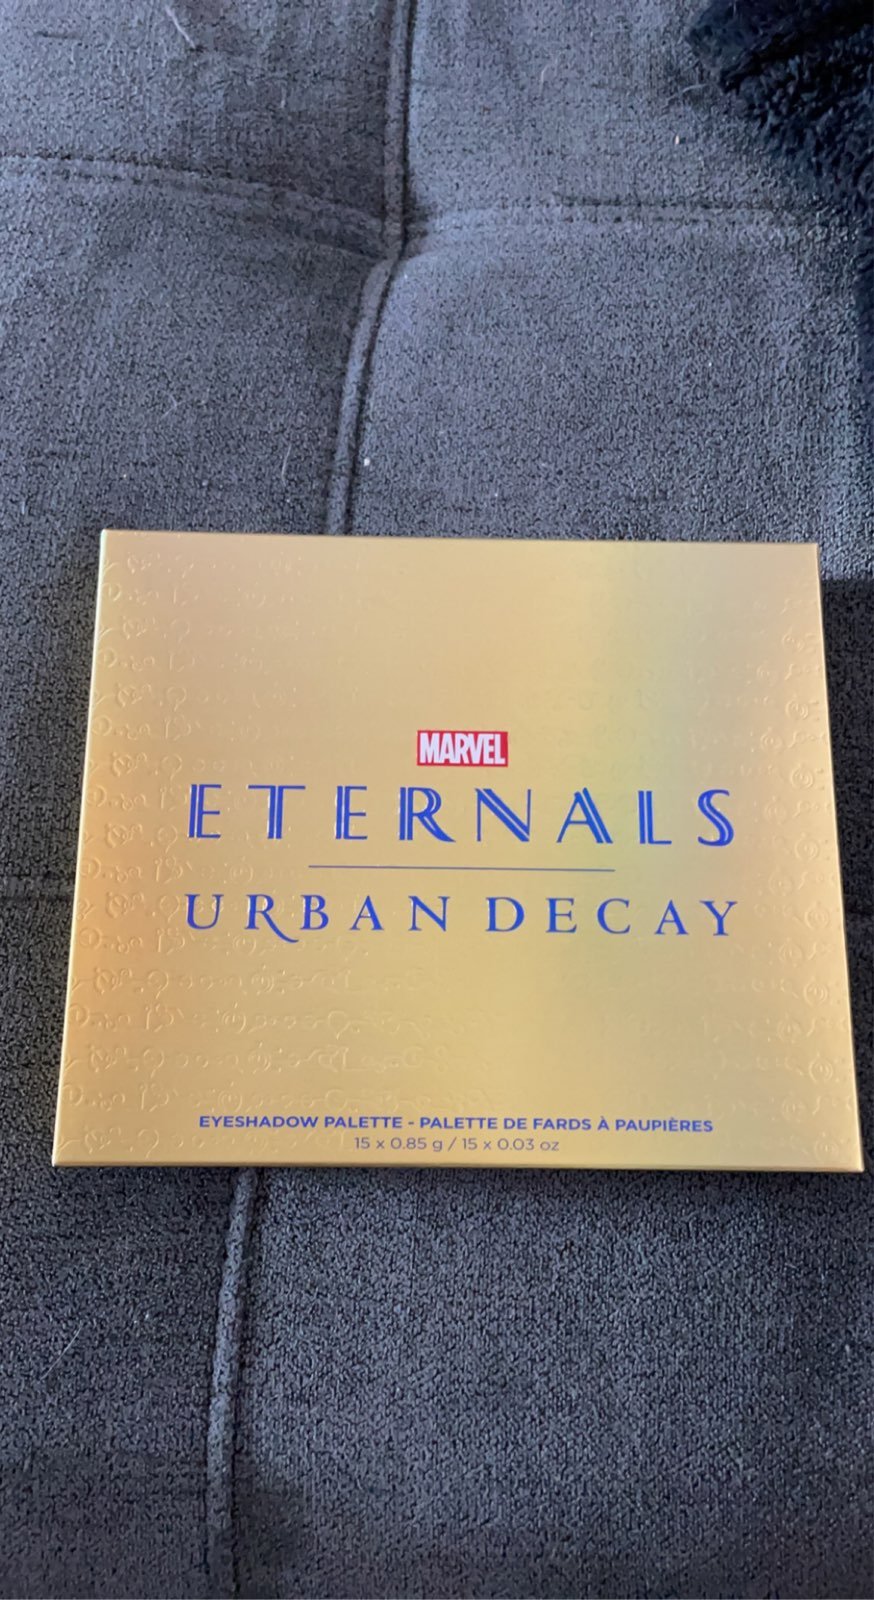 MARVEL
ETERNALS
URBAN DECAY
EYESHADOW PALETTE - PALETTE DE FARDS À PAUPIÈRES
15 x 0.85 g / 15 x 0.03 oz